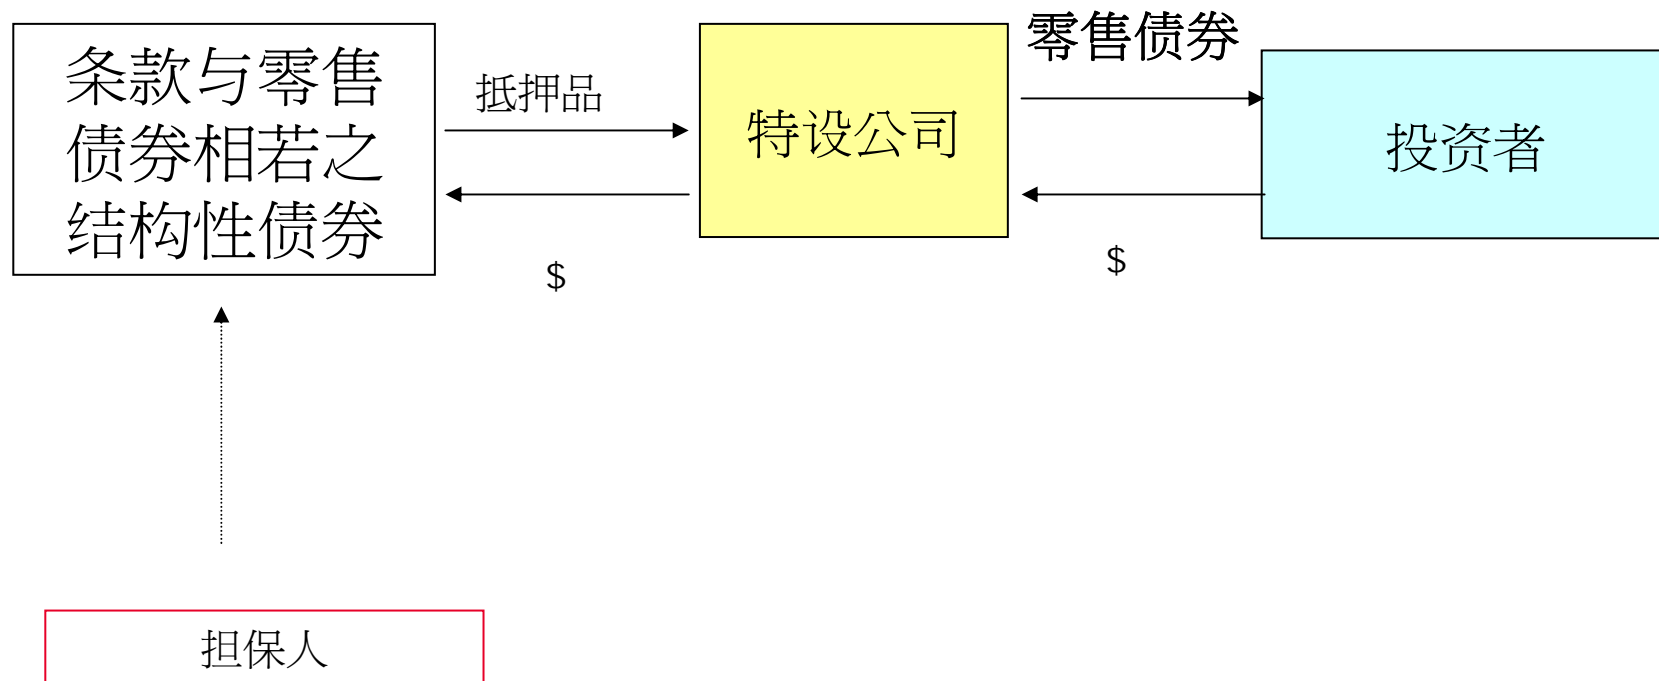 条款与零售
债券相若之
结构性债券
抵押品
$
特设公司
零售债券
$
投资者
担保人